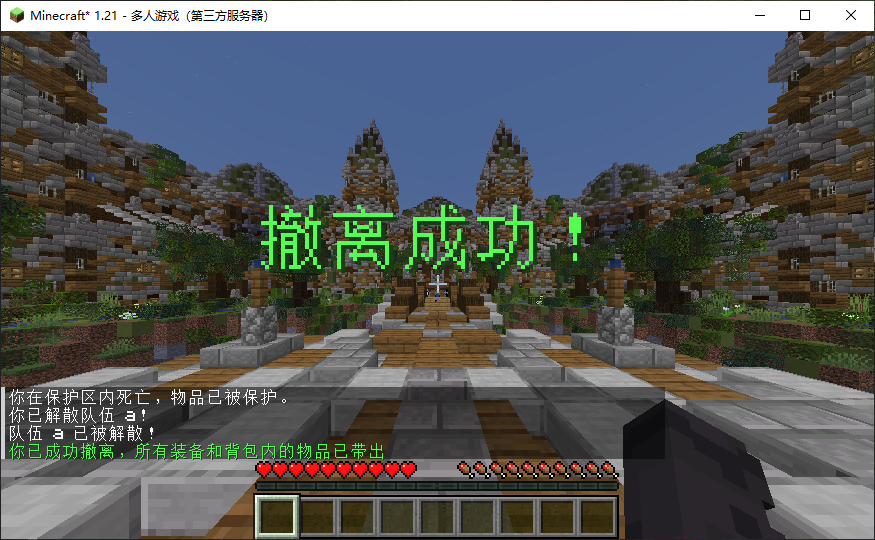 Minecraft* 1.21 - 多人游戏（第三方服务器）
撤离成功！
你在保护区内死亡，物品已被保护。
你已解散队伍 a！
队伍 a 已被解散！
你已成功撤离，所有装备和背包内的物品已带出